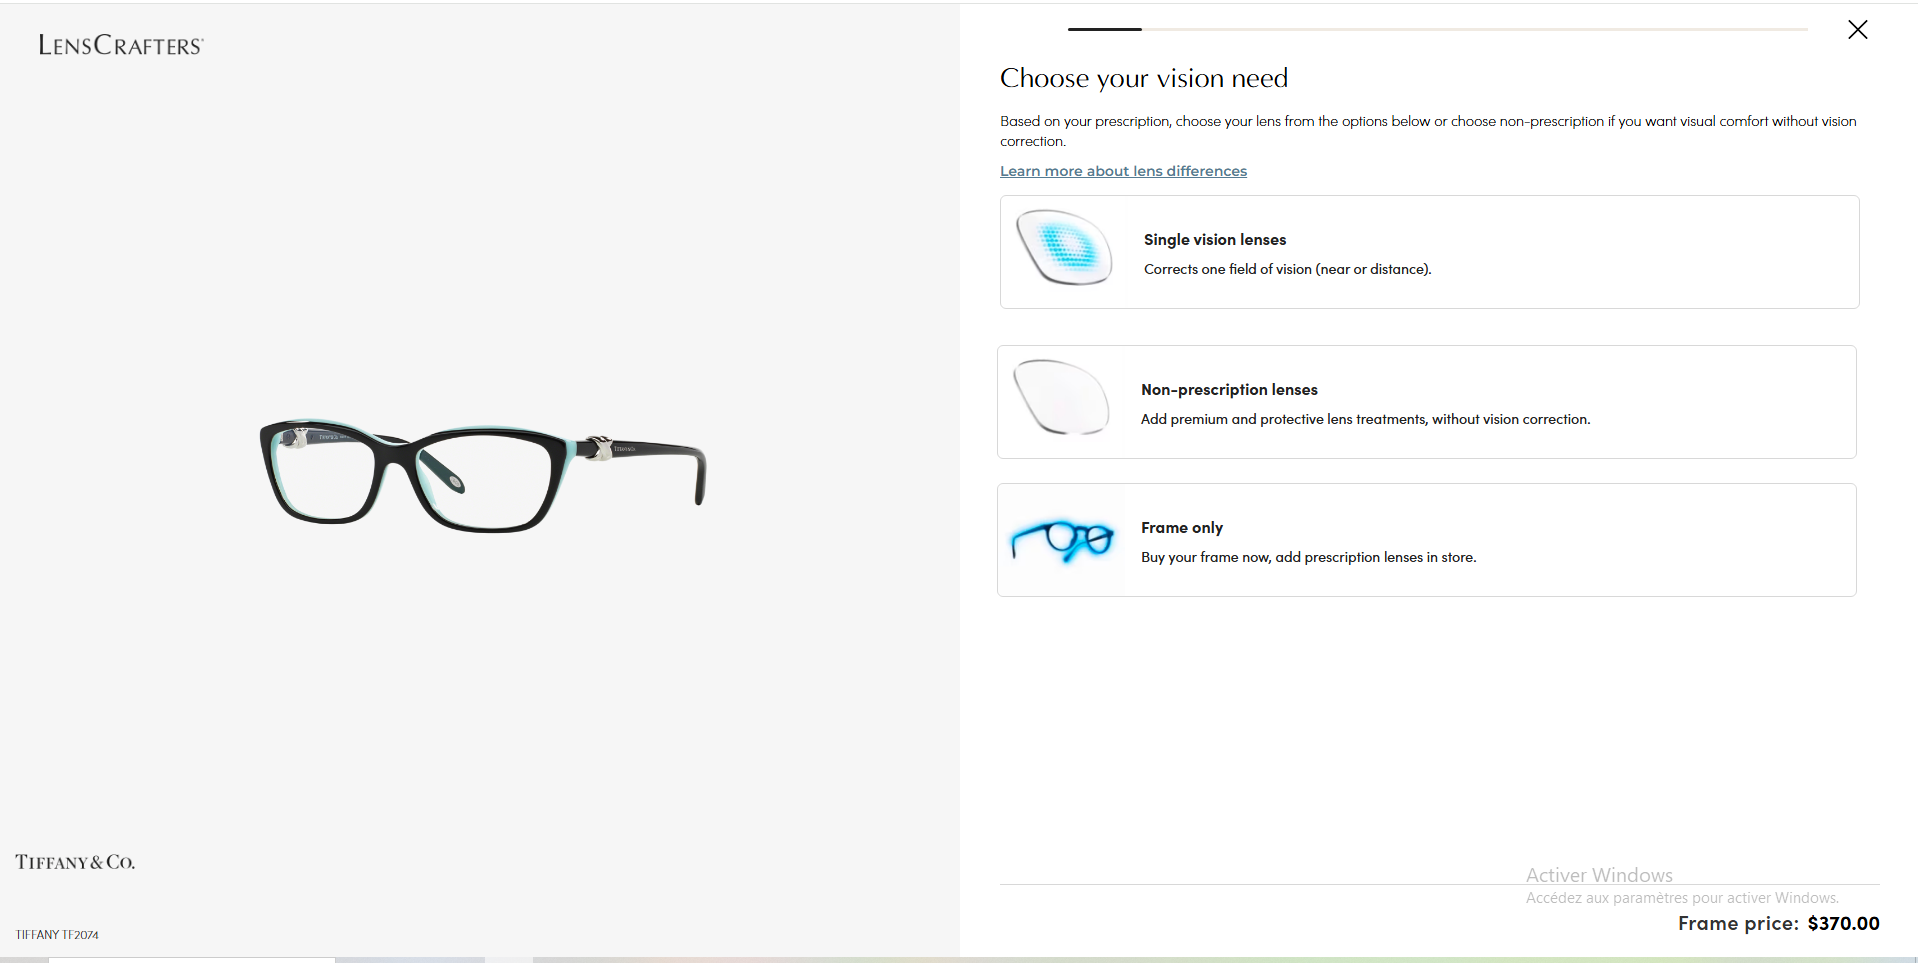 LENSCRAFTERS
Choose your vision need
Based on your prescription, choose your lens from the options below or choose non-prescription if you want visual comfort without vision
correction.
Learn more about lens differences
Single vision lenses
Corrects one field of vision (near or distance).
Non-prescription lenses
Add premium and protective lens treatments, without vision correction.
Frame only
Buy your frame now, add prescription lenses in store.
TIFFANY & CO.
TIFFANY TF2074
Activer Windows
Accédez aux paramètres pour activer Windows.
Frame price: $370.00